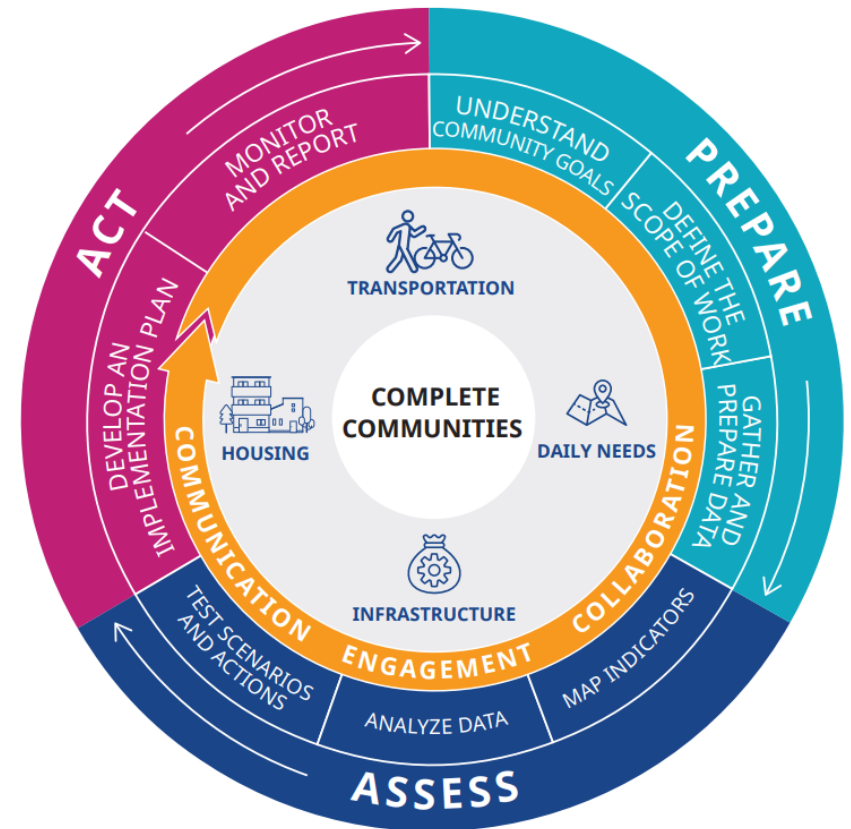 PREPARE
UNDERSTAND
COMMUNITY GOALS
DEFINE THE
SCOPE OF WORK
GATHER AND
PREPARE DATA
ASSESS
MAP INDICATORS
ANALYZE DATA
TEST SCENARIOS
AND ACTIONS
ACT
DEVELOP AN
IMPLEMENTATION PLAN
MONITOR
AND REPORT
COMMUNICATION
ENGAGEMENT
COLLABORATION
TRANSPORTATION
DAILY NEEDS
INFRASTRUCTURE
HOUSING
COMPLETE
COMMUNITIES